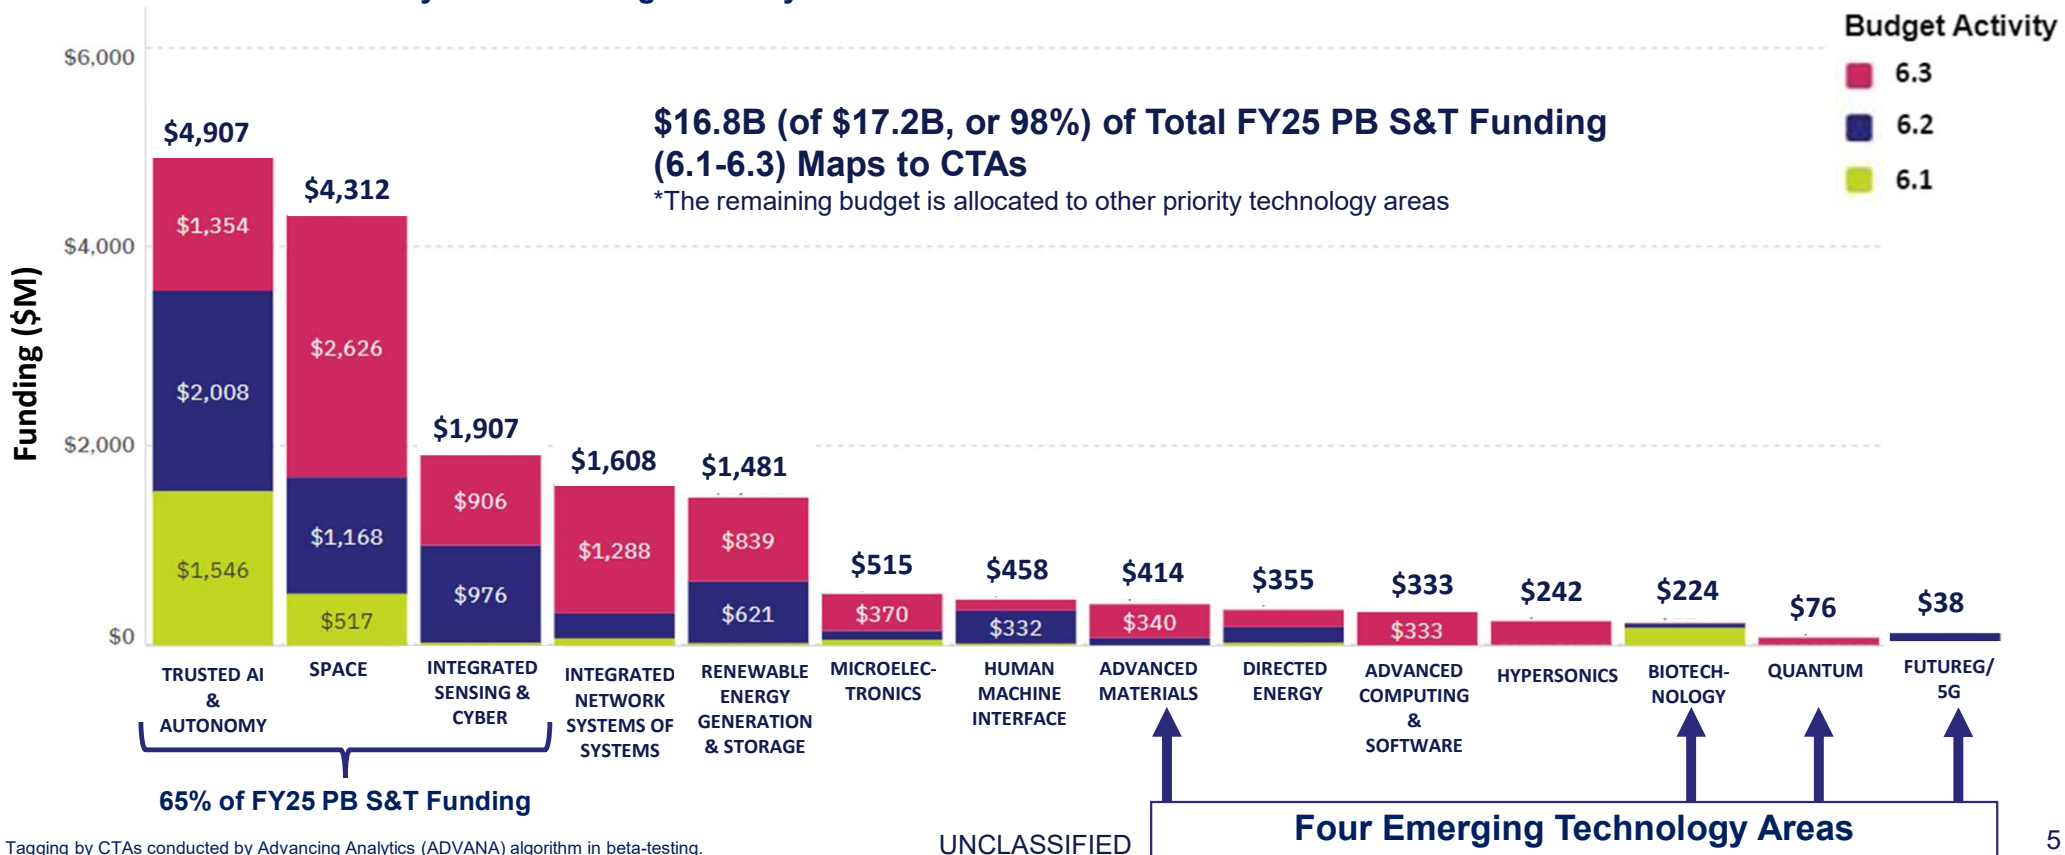 Budget Activity
6.3
6.2
6.1
$16.8B (of $17.2B, or 98%) of Total FY25 PB S&T Funding
(6.1-6.3) Maps to CTAs
*The remaining budget is allocated to other priority technology areas
Funding ($M)
$6,000
$4,000
$2,000
$0
$4,907
$1,354
$2,008
$1,546
$4,312
$2,626
$1,168
$517
$1,907
$906
$976
$1,608
$1,288
$1,481
$839
$621
$515
$370
$458
$332
$414
$340
$355
$333
$333
$242
$224
$76
$38
TRUSTED AI
&
AUTONOMY
SPACE
INTEGRATED
SENSING &
CYBER
INTEGRATED
NETWORK
SYSTEMS OF
SYSTEMS
RENEWABLE
ENERGY
GENERATION
& STORAGE
MICROELEC-
TRONICS
HUMAN
MACHINE
INTERFACE
ADVANCED
MATERIALS
DIRECTED
ENERGY
ADVANCED
COMPUTING
&
SOFTWARE
HYPERSONICS
BIOTECH-
NOLOGY
QUANTUM
FUTUREG/
5G
65% of FY25 PB S&T Funding
Four Emerging Technology Areas
Tagging by CTAs conducted by Advancing Analytics (ADVANA) algorithm in beta-testing.
UNCLASSIFIED
5